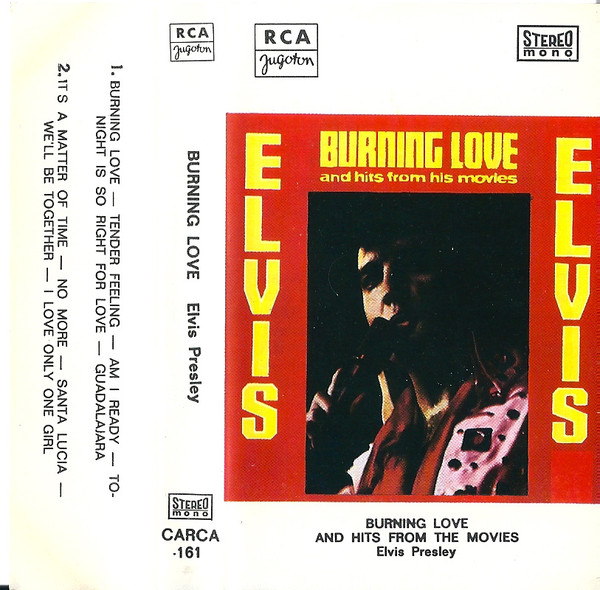 1. BURNING LOVE — TENDER FEELING — AM I READY — TO-
NIGHT IS SO RIGHT FOR LOVE — GUADALAJARA
2. IT'S A MATTER OF TIME — NO MORE — SANTA LUCIA —
WE'LL BE TOGETHER — I LOVE ONLY ONE GIRL
RCA
Jugoton
BURNING LOVE Elvis Presley
STEREO
mono
CARCA
-161
RCA
Jugoton
STEREO
mono
ELVIS
BURNING LOVE
and hits from his movies
ELVIS
BURNING LOVE
AND HITS FROM THE MOVIES
Elvis Presley